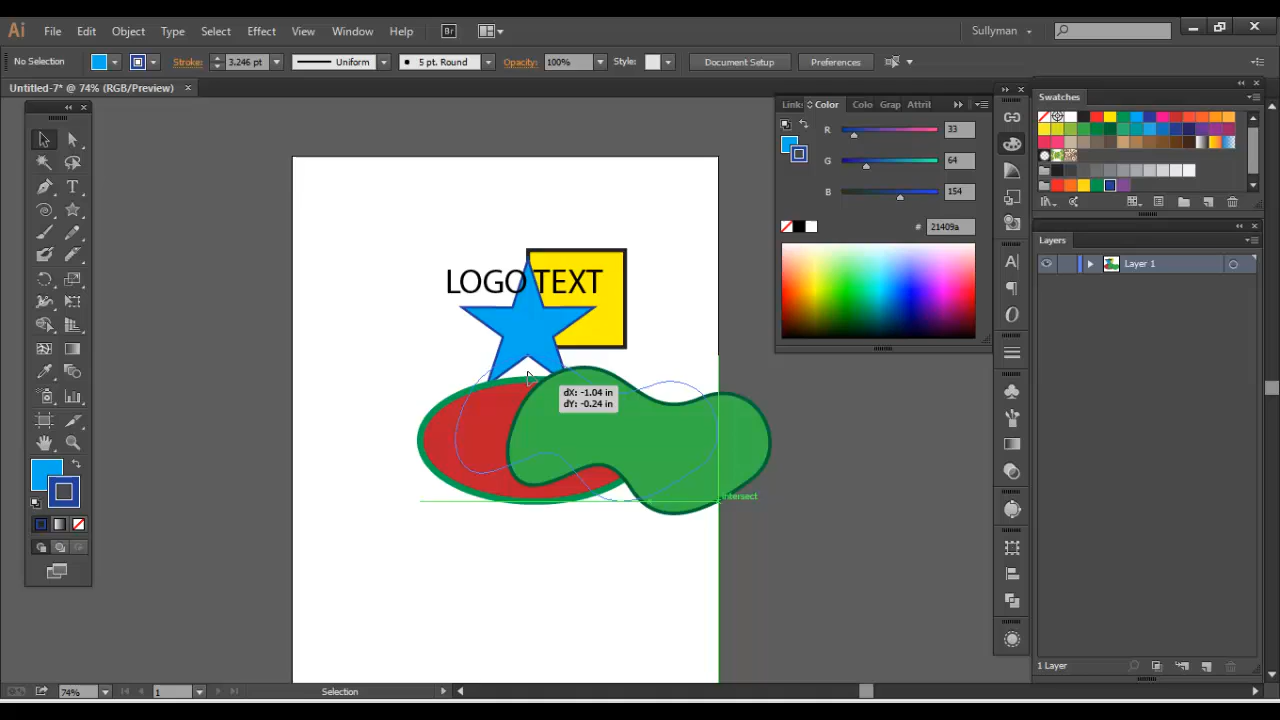 Ai File Edit Object Type Select Effect View Window Help Br Sullyman
No Selection Stroke: 3.246 pt Uniform 5 pt. Round Opacity: 100% Style: Document Setup Preferences
Untitled-7* @ 74% (RGB/Preview)
Links Color Colo Grap Attril
Swatches
R 33
G 64
B 154
# 21409a
Layers
Layer 1
LOGO TEXT
dX: -1.04 in
dY: -0.24 in
intersect
1 Layer
74% 1 Selection